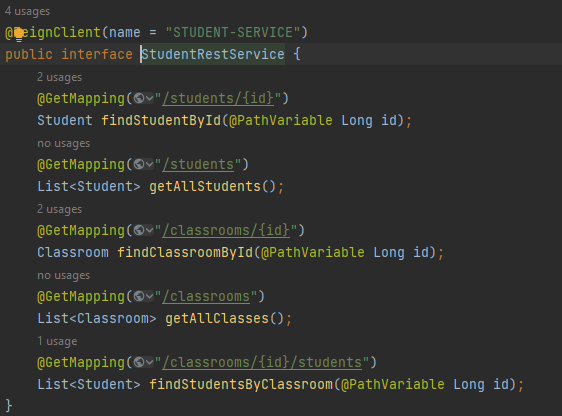 4 usages
@FeignClient(name = "STUDENT-SERVICE")
public interface StudentRestService {
2 usages
@GetMapping("/students/{id}")
Student findStudentById(@PathVariable Long id);
no usages
@GetMapping("/students")
List<Student> getAllStudents();
2 usages
@GetMapping("/classrooms/{id}")
Classroom findClassroomById(@PathVariable Long id);
no usages
@GetMapping("/classrooms")
List<Classroom> getAllClasses();
1 usage
@GetMapping("/classrooms/{id}/students")
List<Student> findStudentsByClassroom(@PathVariable Long id);
}